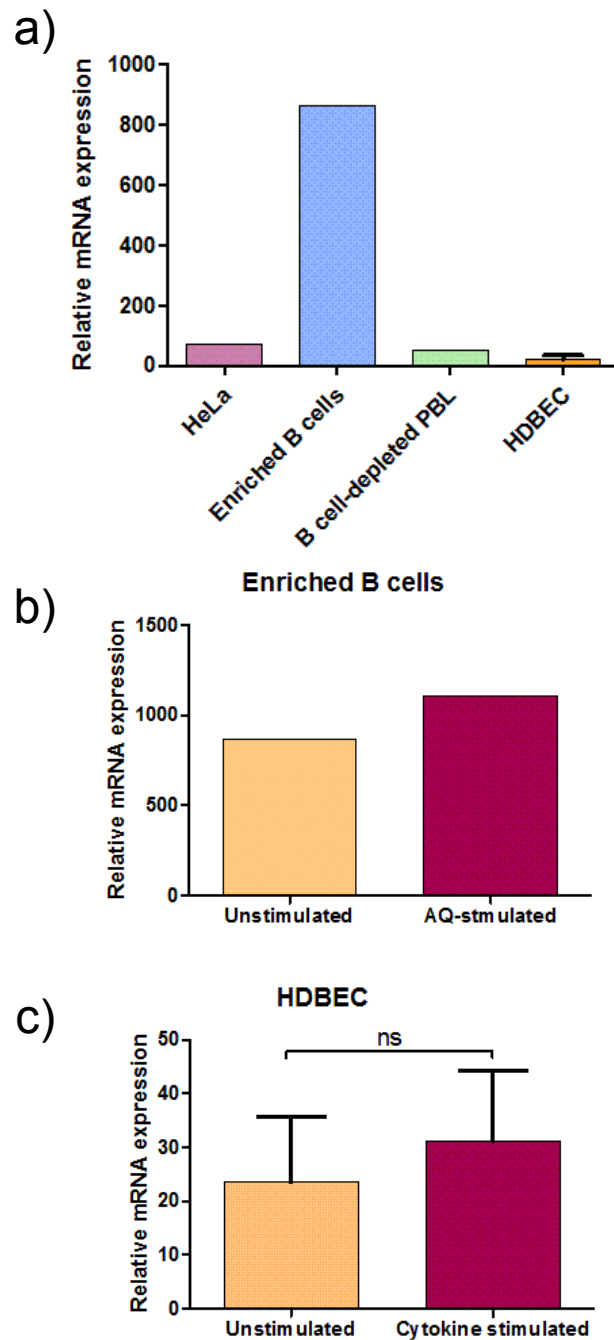 a)
Relative mRNA expression
1000
800
600
400
200
0
HeLa
Enriched B cells
B cell-depleted PBL
HDBEC
b)
Enriched B cells
Relative mRNA expression
1500
1000
500
0
Unstimulated
AQ-stmulated
c)
HDBEC
Relative mRNA expression
50
40
30
20
10
0
ns
Unstimulated
Cytokine stimulated